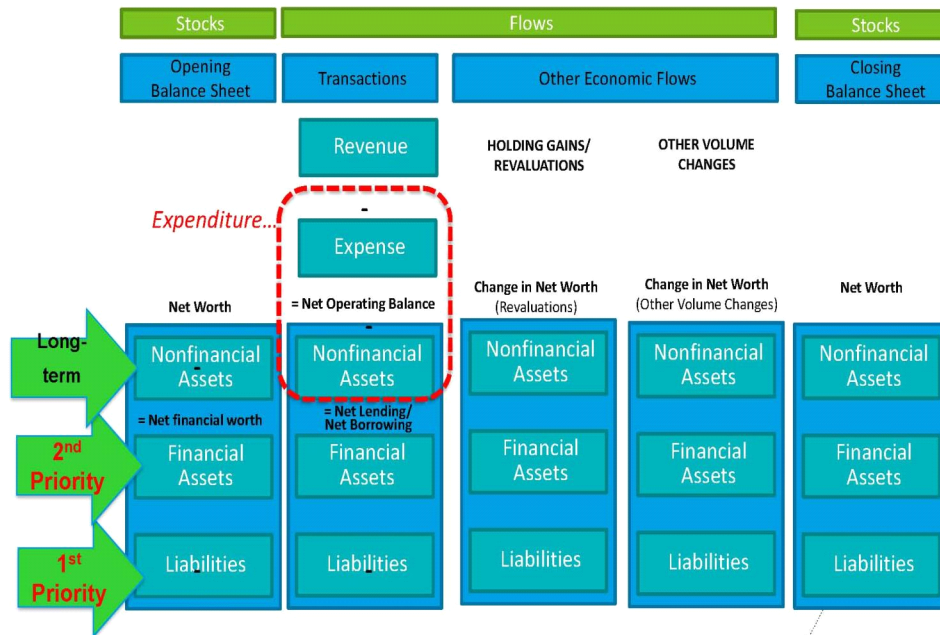 Stocks
Flows
Stocks
Opening
Balance Sheet
Transactions
Other Economic Flows
Closing
Balance Sheet
Revenue
HOLDING GAINS/
REVALUATIONS
OTHER VOLUME
CHANGES
Expenditure...
-
Expense
Net Worth
= Net Operating Balance
-
Change in Net Worth
(Revaluations)
Change in Net Worth
(Other Volume Changes)
Net Worth
Long-
term
Nonfinancial
Assets
-
Nonfinancial
Assets
Nonfinancial
Assets
Nonfinancial
Assets
Nonfinancial
Assets
= Net financial worth
= Net Lending/
Net Borrowing
2nd
Priority
Financial
Assets
Financial
Assets
Financial
Assets
Financial
Assets
Financial
Assets
1st
Priority
Liabilities
-
Liabilities
-
Liabilities
Liabilities
Liabilities